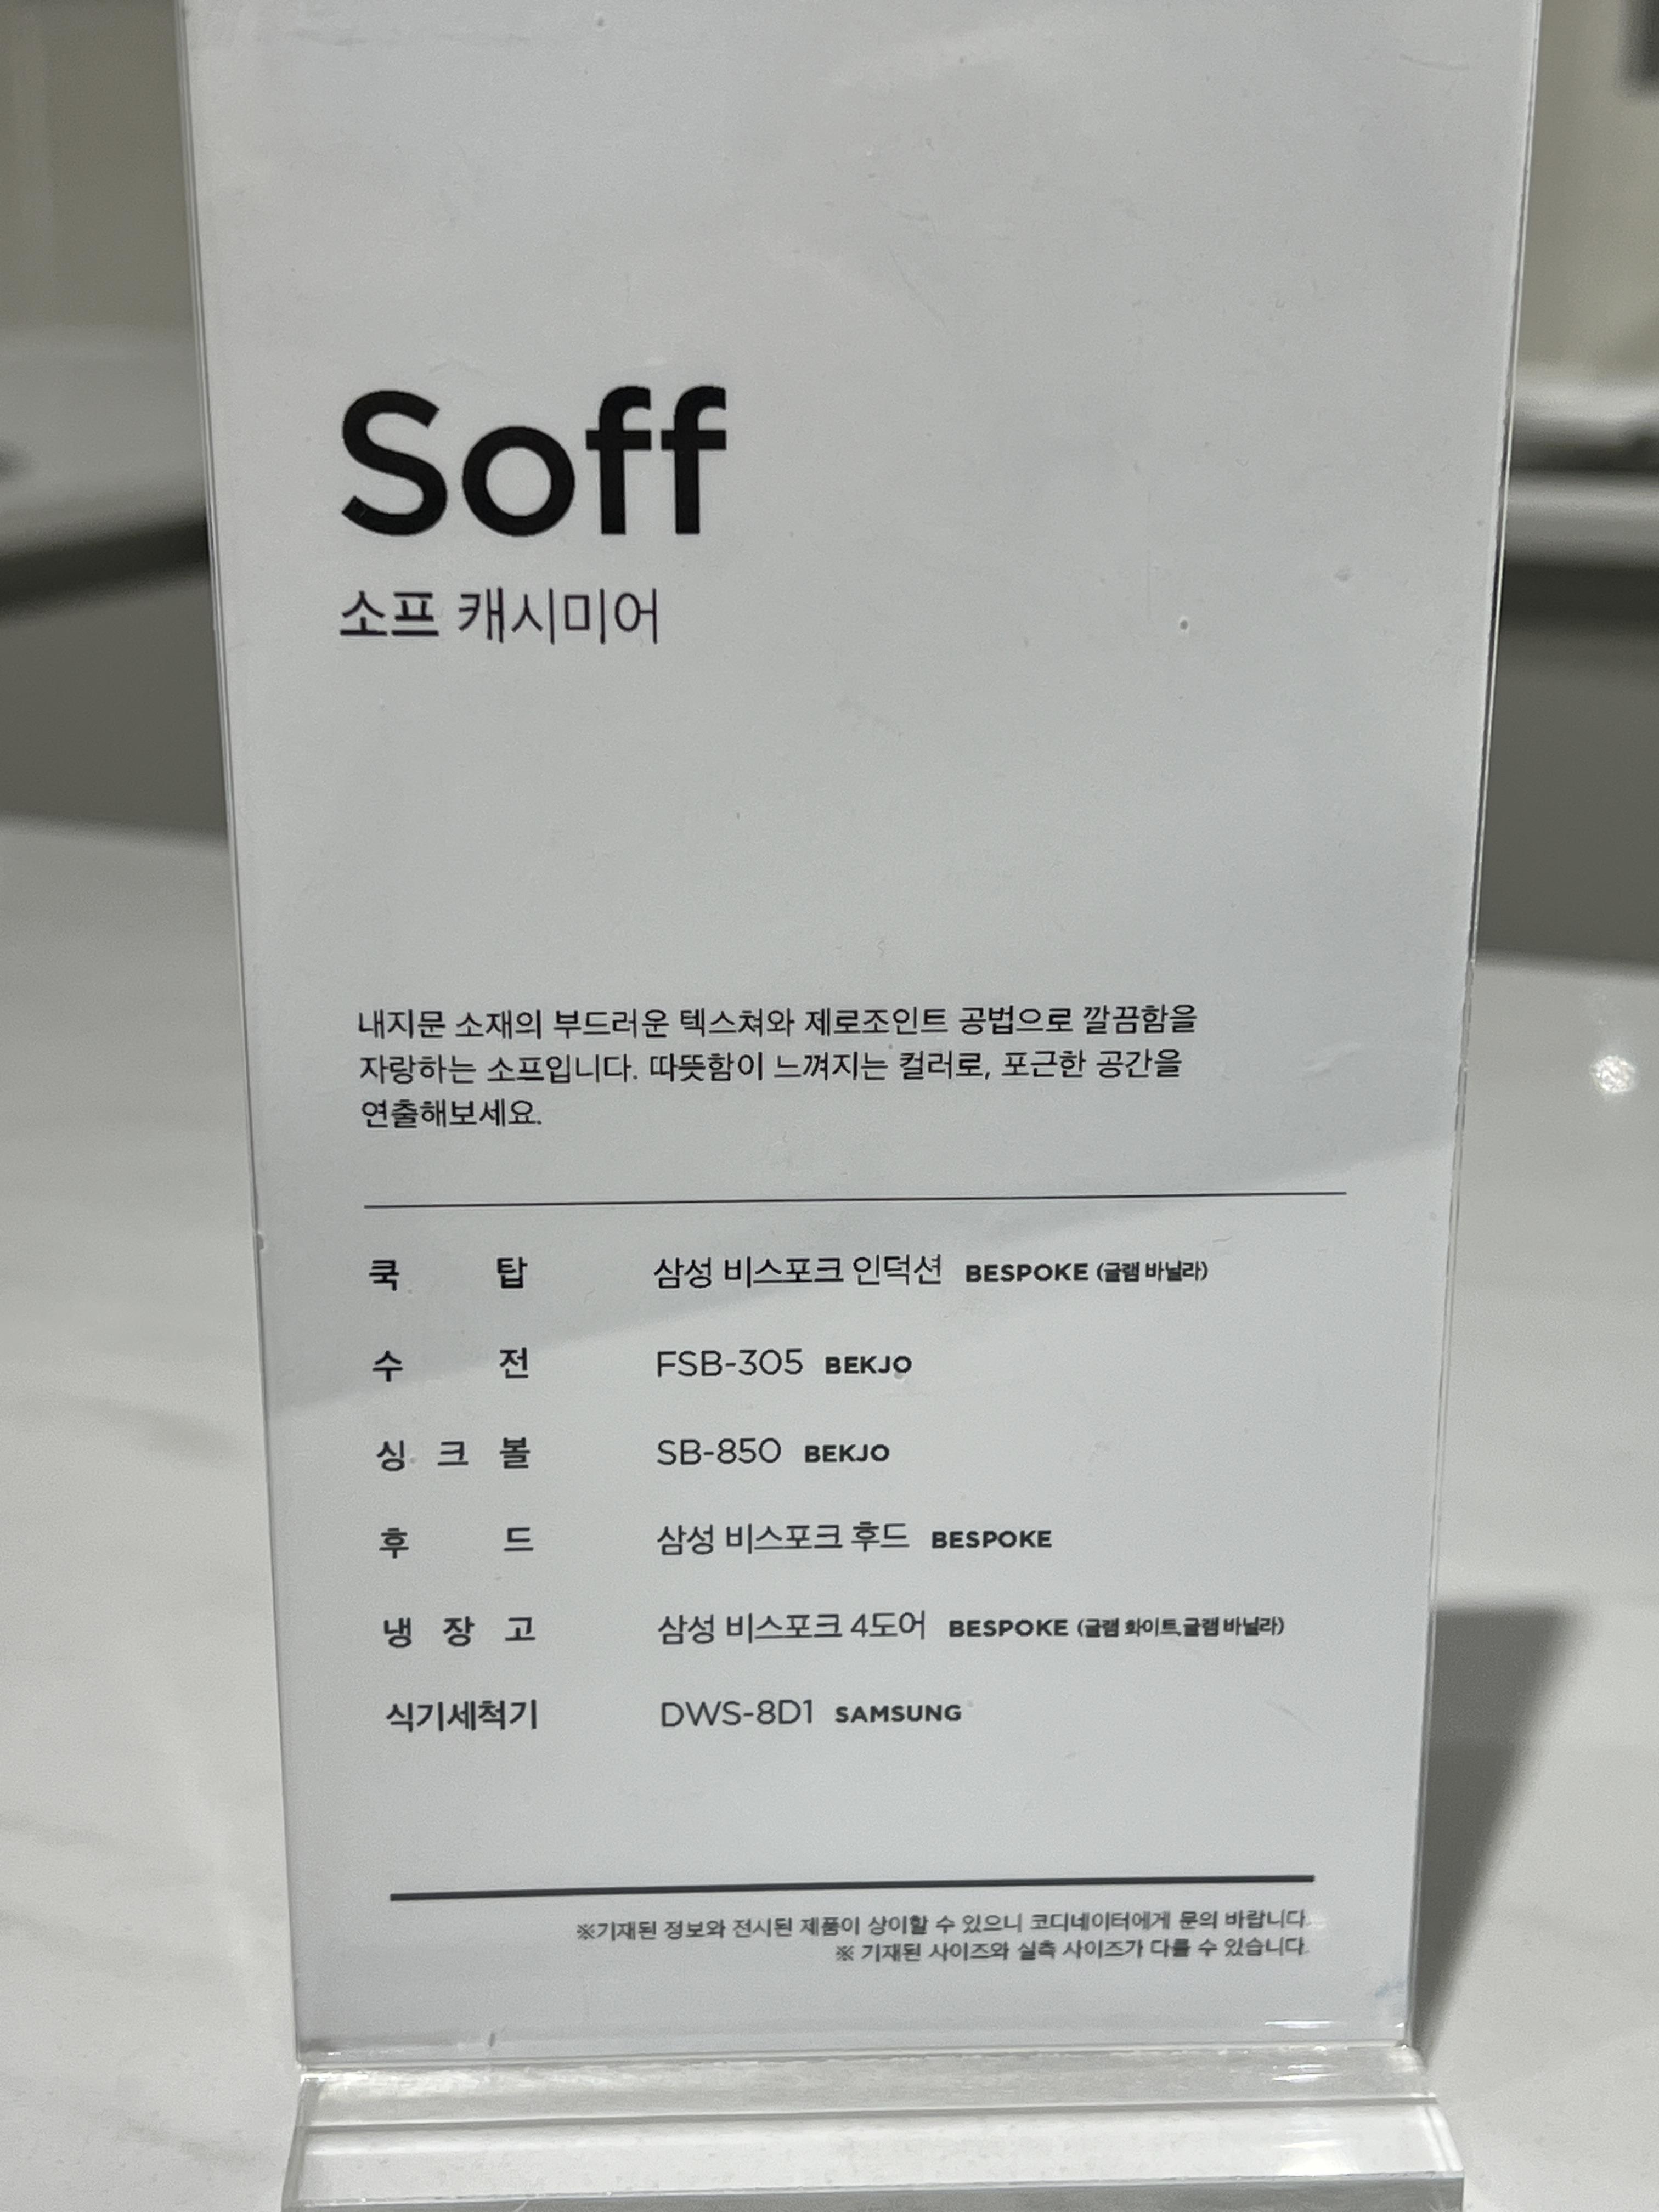 Soff
소프 캐시미어
내지문 소재의 부드러운 텍스쳐와 제로조인트 공법으로 깔끔함을
자랑하는 소프입니다. 따뜻함이 느껴지는 컬러로, 포근한 공간을
연출해보세요.
쿡탑 삼성 비스포크 인덕션 BESPOKE (글램 바닐라)
수전 FSB-305 BEKJO
싱크볼 SB-850 BEKJO
후드 삼성 비스포크 후드 BESPOKE
냉장고 삼성 비스포크 4도어 BESPOKE (글램 화이트,글램 바닐라)
식기세척기 DWS-8D1 SAMSUNG
※기재된 정보와 전시된 제품이 상이할 수 있으니 코디네이터에게 문의 바랍니다.
※ 기재된 사이즈와 실측 사이즈가 다를 수 있습니다.